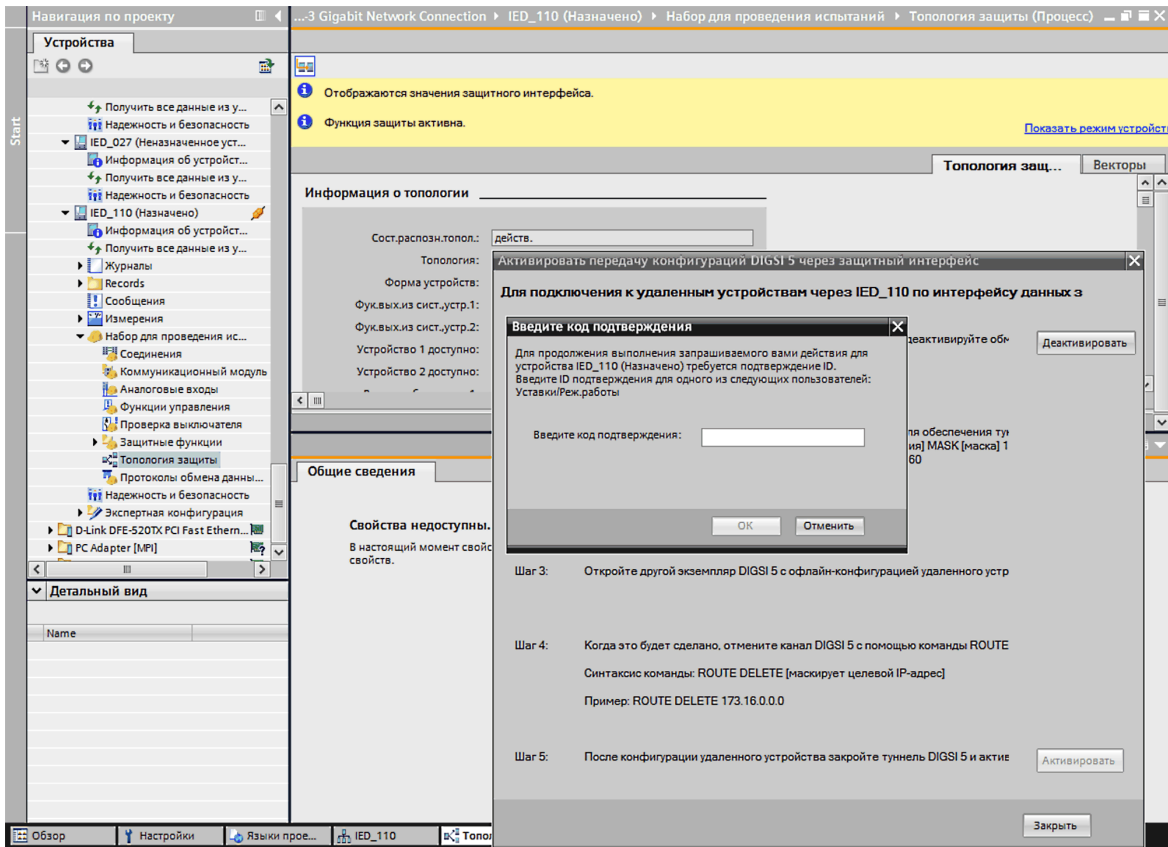 Навигация по проекту
...-3 Gigabit Network Connection ▸ IED_110 (Назначено) ▸ Набор для проведения испытаний ▸ Топология защиты (Процесс)
Устройства
Start
Получить все данные из у...
Надежность и безопасность
IED_027 (Неназначенное уст...
Информация об устройст...
Получить все данные из у...
Надежность и безопасность
IED_110 (Назначено)
Информация об устройст...
Получить все данные из у...
Журналы
Records
Сообщения
Измерения
Набор для проведения ис...
Соединения
Коммуникационный модуль
Аналоговые входы
Функции управления
Проверка выключателя
Защитные функции
Топология защиты
Протоколы обмена данны...
Надежность и безопасность
Экспертная конфигурация
D-Link DFE-520TX PCI Fast Ethern...
PC Adapter [MPI]
Детальный вид
Name
Отображаются значения защитного интерфейса.
Функция защиты активна.
Показать режим устройст
Топология защ...
Векторы
Информация о топологии
Сост.распозн.топол.: действ.
Топология:
Форма устройств:
Фук.вых.из сист.,устр.1:
Фук.вых.из сист.,устр.2:
Устройство 1 доступно:
Устройство 2 доступно:
Общие сведения
Свойства недоступны.
В настоящий момент свойс
свойств.
Активировать передачу конфигураций DIGSI 5 через защитный интерфейс
Для подключения к удаленным устройствам через IED_110 по интерфейсу данных з
деактивируйте обм
Деактивировать
ля обеспечения тун
ия] MASK [маска] 1
60
Введите код подтверждения
Для продолжения выполнения запрашиваемого вами действия для
устройства IED_110 (Назначено) требуется подтверждение ID.
Введите ID подтверждения для одного из следующих пользователей:
Уставки/Реж.работы
Введите код подтверждения:
OK
Отменить
Шаг 3: Откройте другой экземпляр DIGSI 5 с офлайн-конфигурацией удаленного устр
Шаг 4: Когда это будет сделано, отмените канал DIGSI 5 с помощью команды ROUTE
Синтаксис команды: ROUTE DELETE [маскирует целевой IP-адрес]
Пример: ROUTE DELETE 173.16.0.0.0
Шаг 5: После конфигурации удаленного устройства закройте туннель DIGSI 5 и актив
Активировать
Закрыть
Обзор
Настройки
Языки прое...
IED_110
Топол